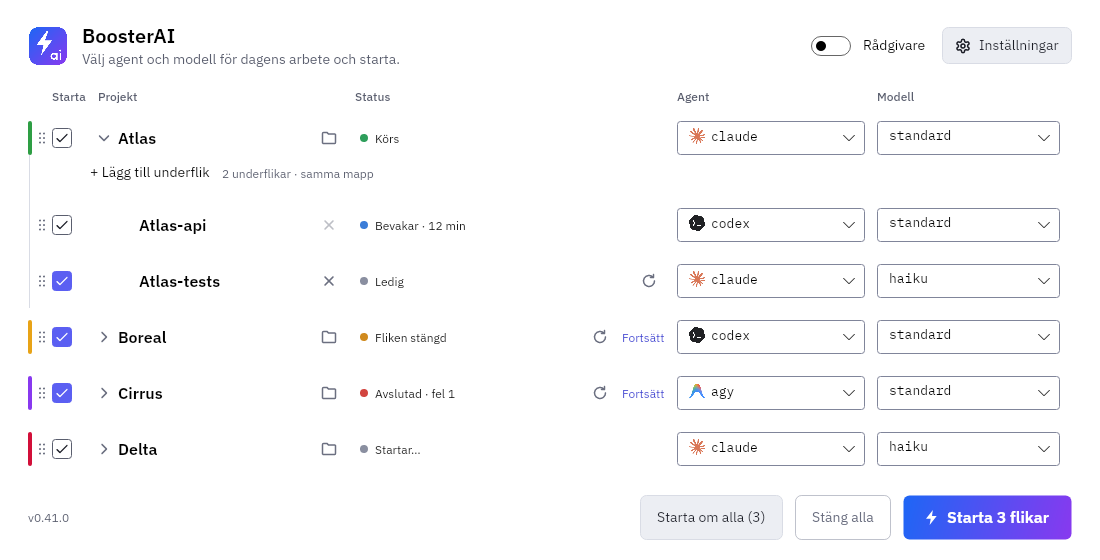 ai
BoosterAI
Välj agent och modell för dagens arbete och starta.
Rådgivare
Inställningar
Starta Projekt Status Agent Modell
Atlas Körs claude standard
+ Lägg till underflik 2 underflikar · samma mapp
Atlas-api Bevakar · 12 min codex standard
Atlas-tests Ledig claude haiku
Boreal Fliken stängd Fortsätt codex standard
Cirrus Avslutad · fel 1 Fortsätt agy standard
Delta Startar... claude haiku
v0.41.0 Starta om alla (3) Stäng alla Starta 3 flikar